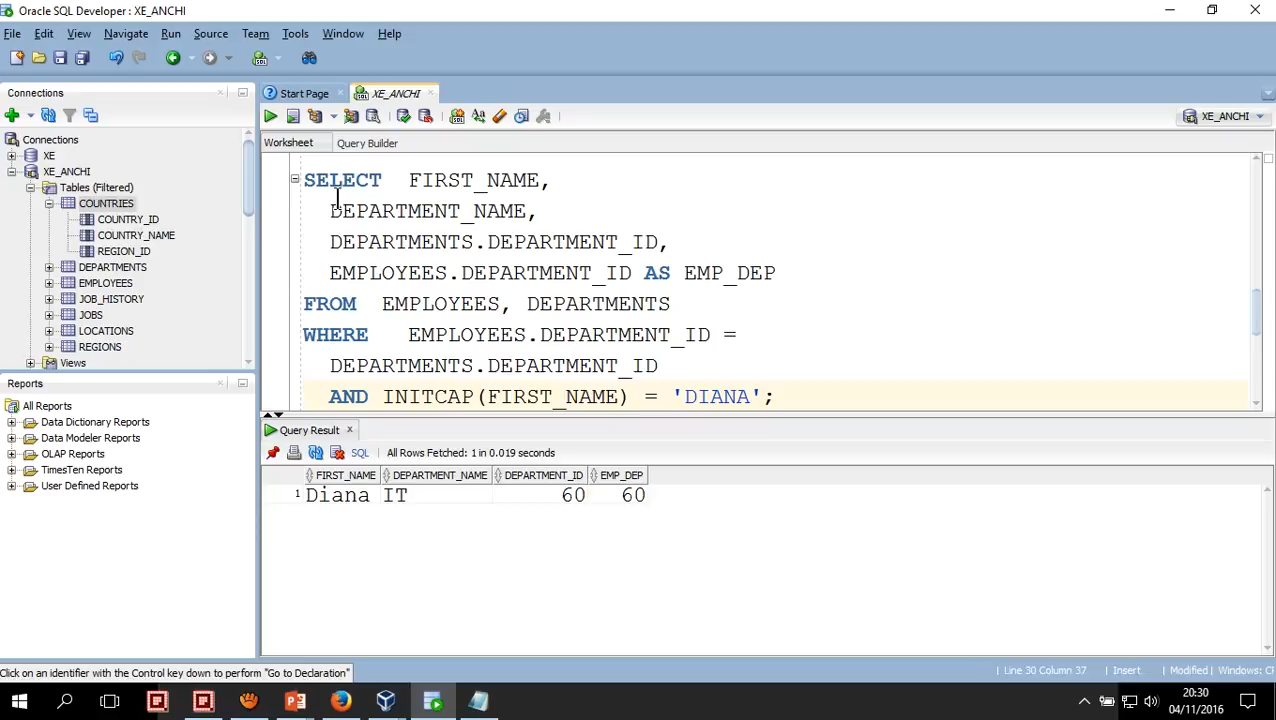 Oracle SQL Developer : XE_ANCHI
File Edit View Navigate Run Source Team Tools Window Help
Connections
Start Page
XE_ANCHI
XE_ANCHI
Worksheet
Query Builder
Connections
XE
XE_ANCHI
Tables (Filtered)
COUNTRIES
COUNTRY_ID
COUNTRY_NAME
REGION_ID
DEPARTMENTS
EMPLOYEES
JOB_HISTORY
JOBS
LOCATIONS
REGIONS
Views
SELECT FIRST_NAME,
DEPARTMENT_NAME,
DEPARTMENTS.DEPARTMENT_ID,
EMPLOYEES.DEPARTMENT_ID AS EMP_DEP
FROM EMPLOYEES, DEPARTMENTS
WHERE EMPLOYEES.DEPARTMENT_ID =
DEPARTMENTS.DEPARTMENT_ID
AND INITCAP(FIRST_NAME) = 'DIANA';
Reports
All Reports
Data Dictionary Reports
Data Modeler Reports
OLAP Reports
TimesTen Reports
User Defined Reports
Query Result
SQL All Rows Fetched: 1 in 0.019 seconds
FIRST_NAME DEPARTMENT_NAME DEPARTMENT_ID EMP_DEP
1 Diana IT 60 60
Click on an identifier with the Control key down to perform "Go to Declaration"
Line 30 Column 37
Insert
Modified
Windows: CF
20:30
04/11/2016